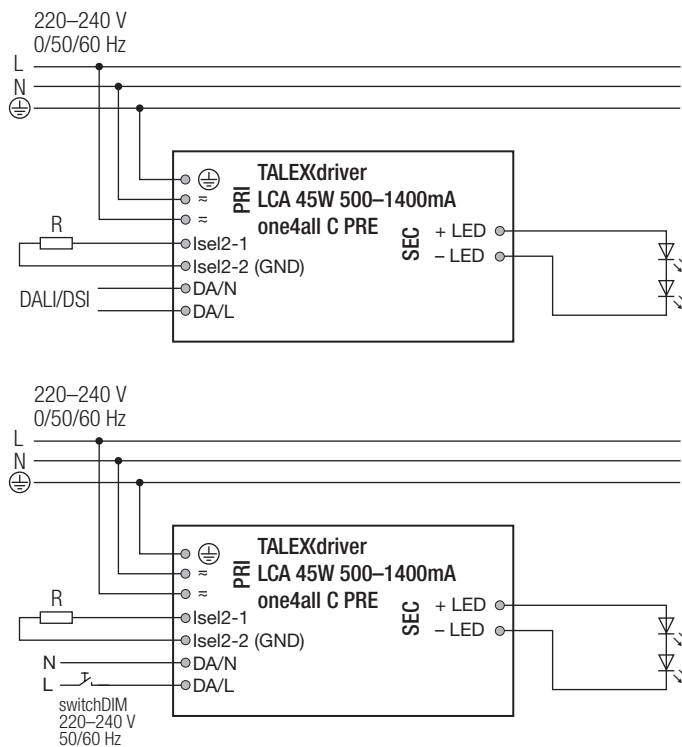 220–240 V
0/50/60 Hz
L
N
TALEXXdriver
LCA 45W 500–1400mA
one4all C PRE
PRI
SEC
≂
≂
+ LED
– LED
R
Isel2-1
Isel2-2 (GND)
DALI/DSI
DA/N
DA/L
220–240 V
0/50/60 Hz
L
N
TALEXXdriver
LCA 45W 500–1400mA
one4all C PRE
PRI
SEC
≂
≂
+ LED
– LED
R
Isel2-1
Isel2-2 (GND)
N
DA/N
L
DA/L
switchDIM
220–240 V
50/60 Hz